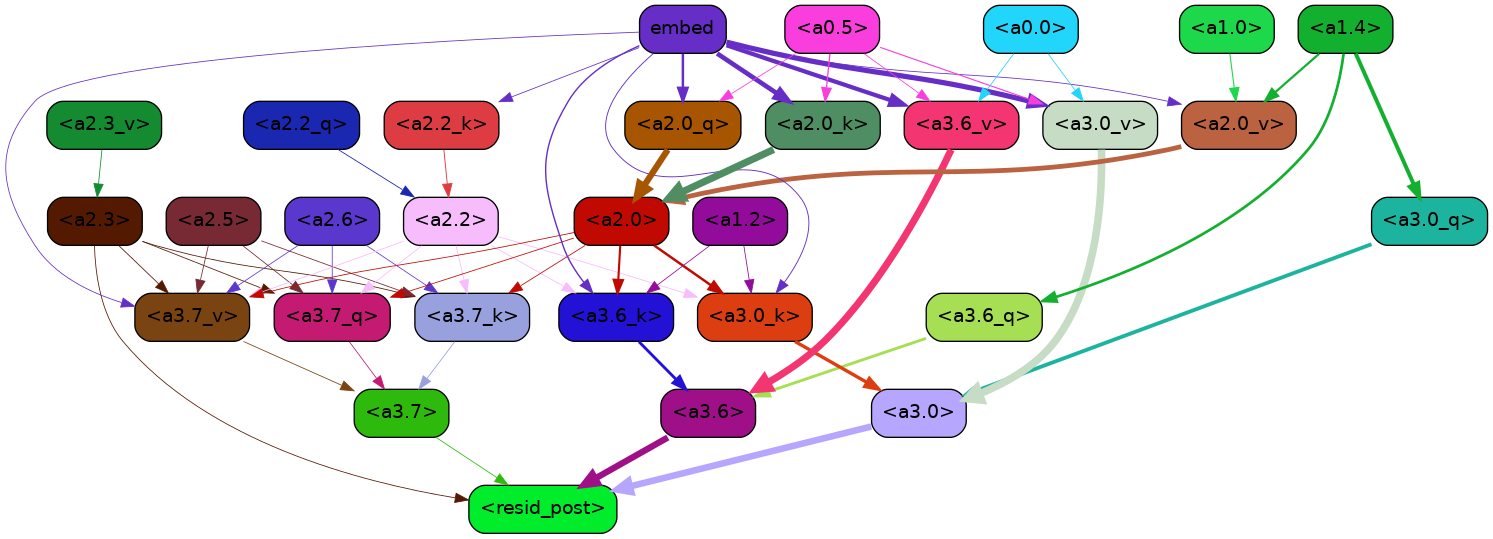 embed <a0.5> <a0.0> <a1.0> <a1.4>
<a2.3_v> <a2.2_q> <a2.2_k> <a2.0_q> <a2.0_k> <a3.6_v> <a3.0_v> <a2.0_v>
<a2.3> <a2.5> <a2.6> <a2.2> <a2.0> <a1.2> <a3.0_q>
<a3.7_v> <a3.7_q> <a3.7_k> <a3.6_k> <a3.0_k> <a3.6_q>
<a3.7> <a3.6> <a3.0>
<resid_post>